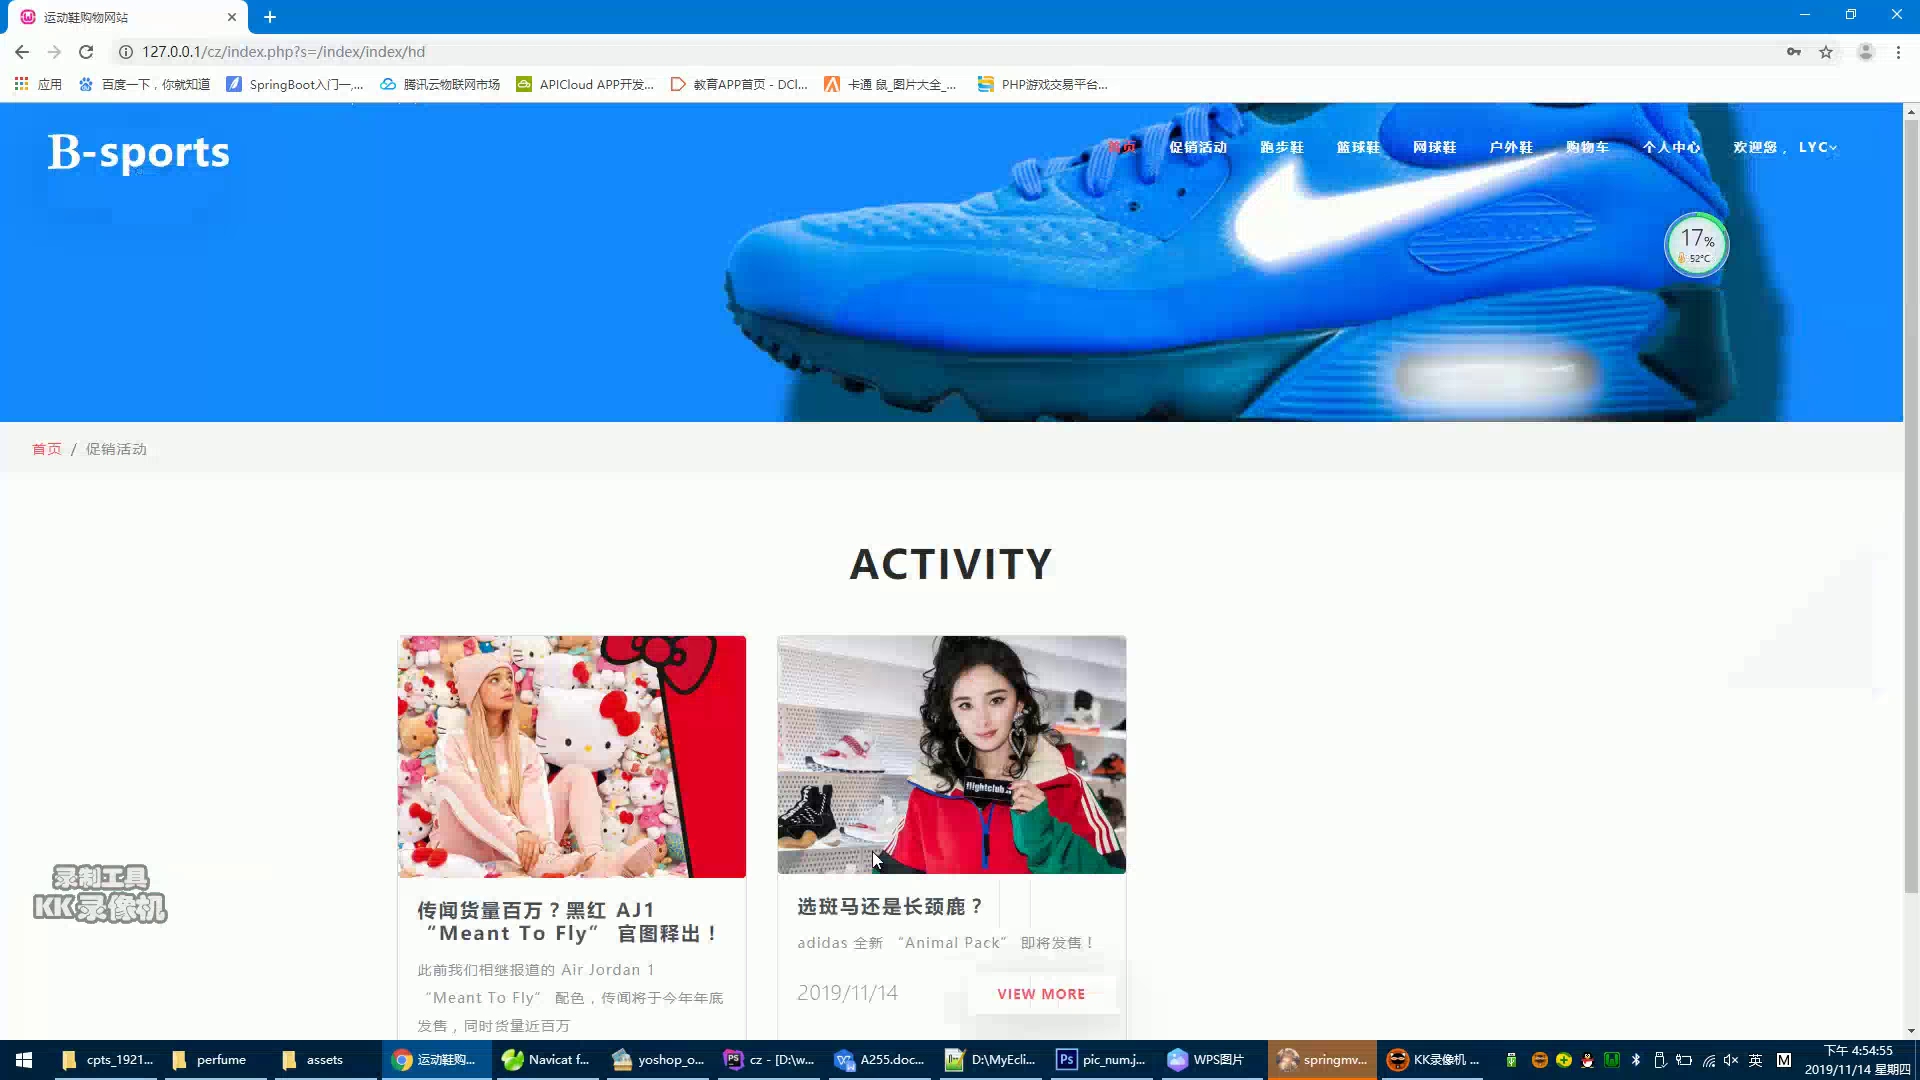 运动鞋购物网站
127.0.0.1/cz/index.php?s=/index/index/hd
应用
百度一下，你就知道
SpringBoot入门一,...
腾讯云物联网市场
APICloud APP开发...
教育APP首页 - DCl...
卡通 鼠_图片大全_...
PHP游戏交易平台...
B-sports
首页
促销活动
跑步鞋
篮球鞋
网球鞋
户外鞋
购物车
个人中心
欢迎您， LYC
17%
52°C
首页 / 促销活动
ACTIVITY
flightclub
传闻货量百万？黑红 AJ1
“Meant To Fly” 官图释出！
此前我们相继报道的 Air Jordan 1
“Meant To Fly” 配色，传闻将于今年年底
发售，同时货量近百万
选斑马还是长颈鹿？
adidas 全新 “Animal Pack” 即将发售！
2019/11/14
VIEW MORE
录制工具
KK录像机
cpts_1921...
perfume
assets
运动鞋购...
Navicat f...
yoshop_o...
cz - [D:\w...
A255.doc...
D:\MyEcli...
pic_num.j...
WPS图片
springmv...
KK录像机 ...
英
M
下午 4:54:55
2019/11/14 星期四